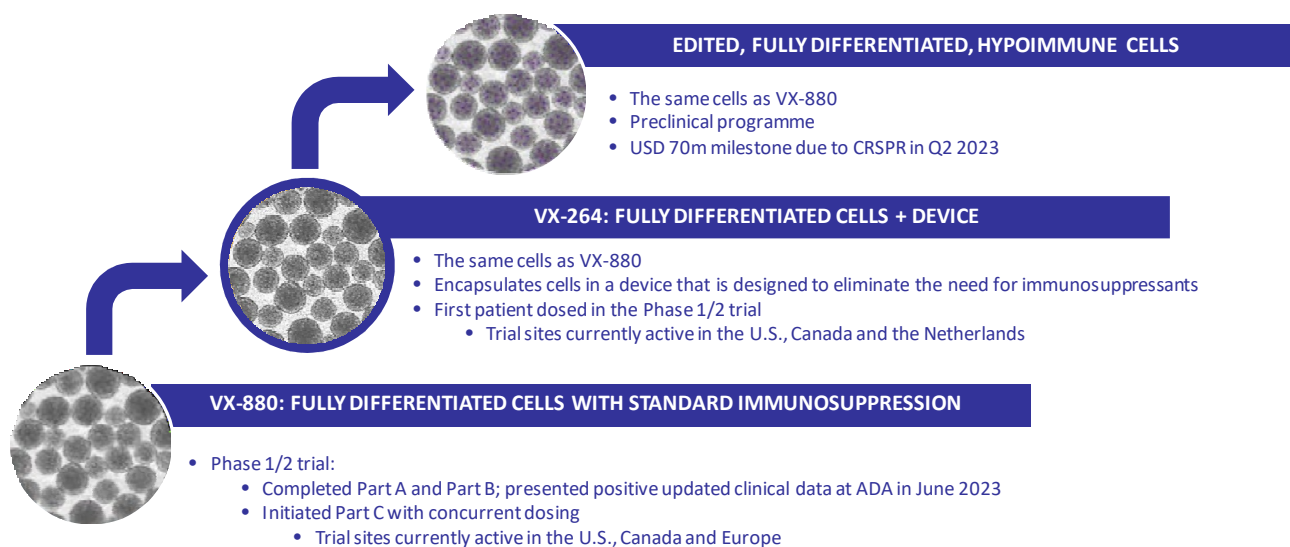 EDITED, FULLY DIFFERENTIATED, HYPOIMMUNE CELLS
• The same cells as VX-880
• Preclinical programme
• USD 70m milestone due to CRSPR in Q2 2023
VX-264: FULLY DIFFERENTIATED CELLS + DEVICE
• The same cells as VX-880
• Encapsulates cells in a device that is designed to eliminate the need for immunosuppressants
• First patient dosed in the Phase 1/2 trial
• Trial sites currently active in the U.S., Canada and the Netherlands
VX-880: FULLY DIFFERENTIATED CELLS WITH STANDARD IMMUNOSUPPRESSION
• Phase 1/2 trial:
• Completed Part A and Part B; presented positive updated clinical data at ADA in June 2023
• Initiated Part C with concurrent dosing
• Trial sites currently active in the U.S., Canada and Europe